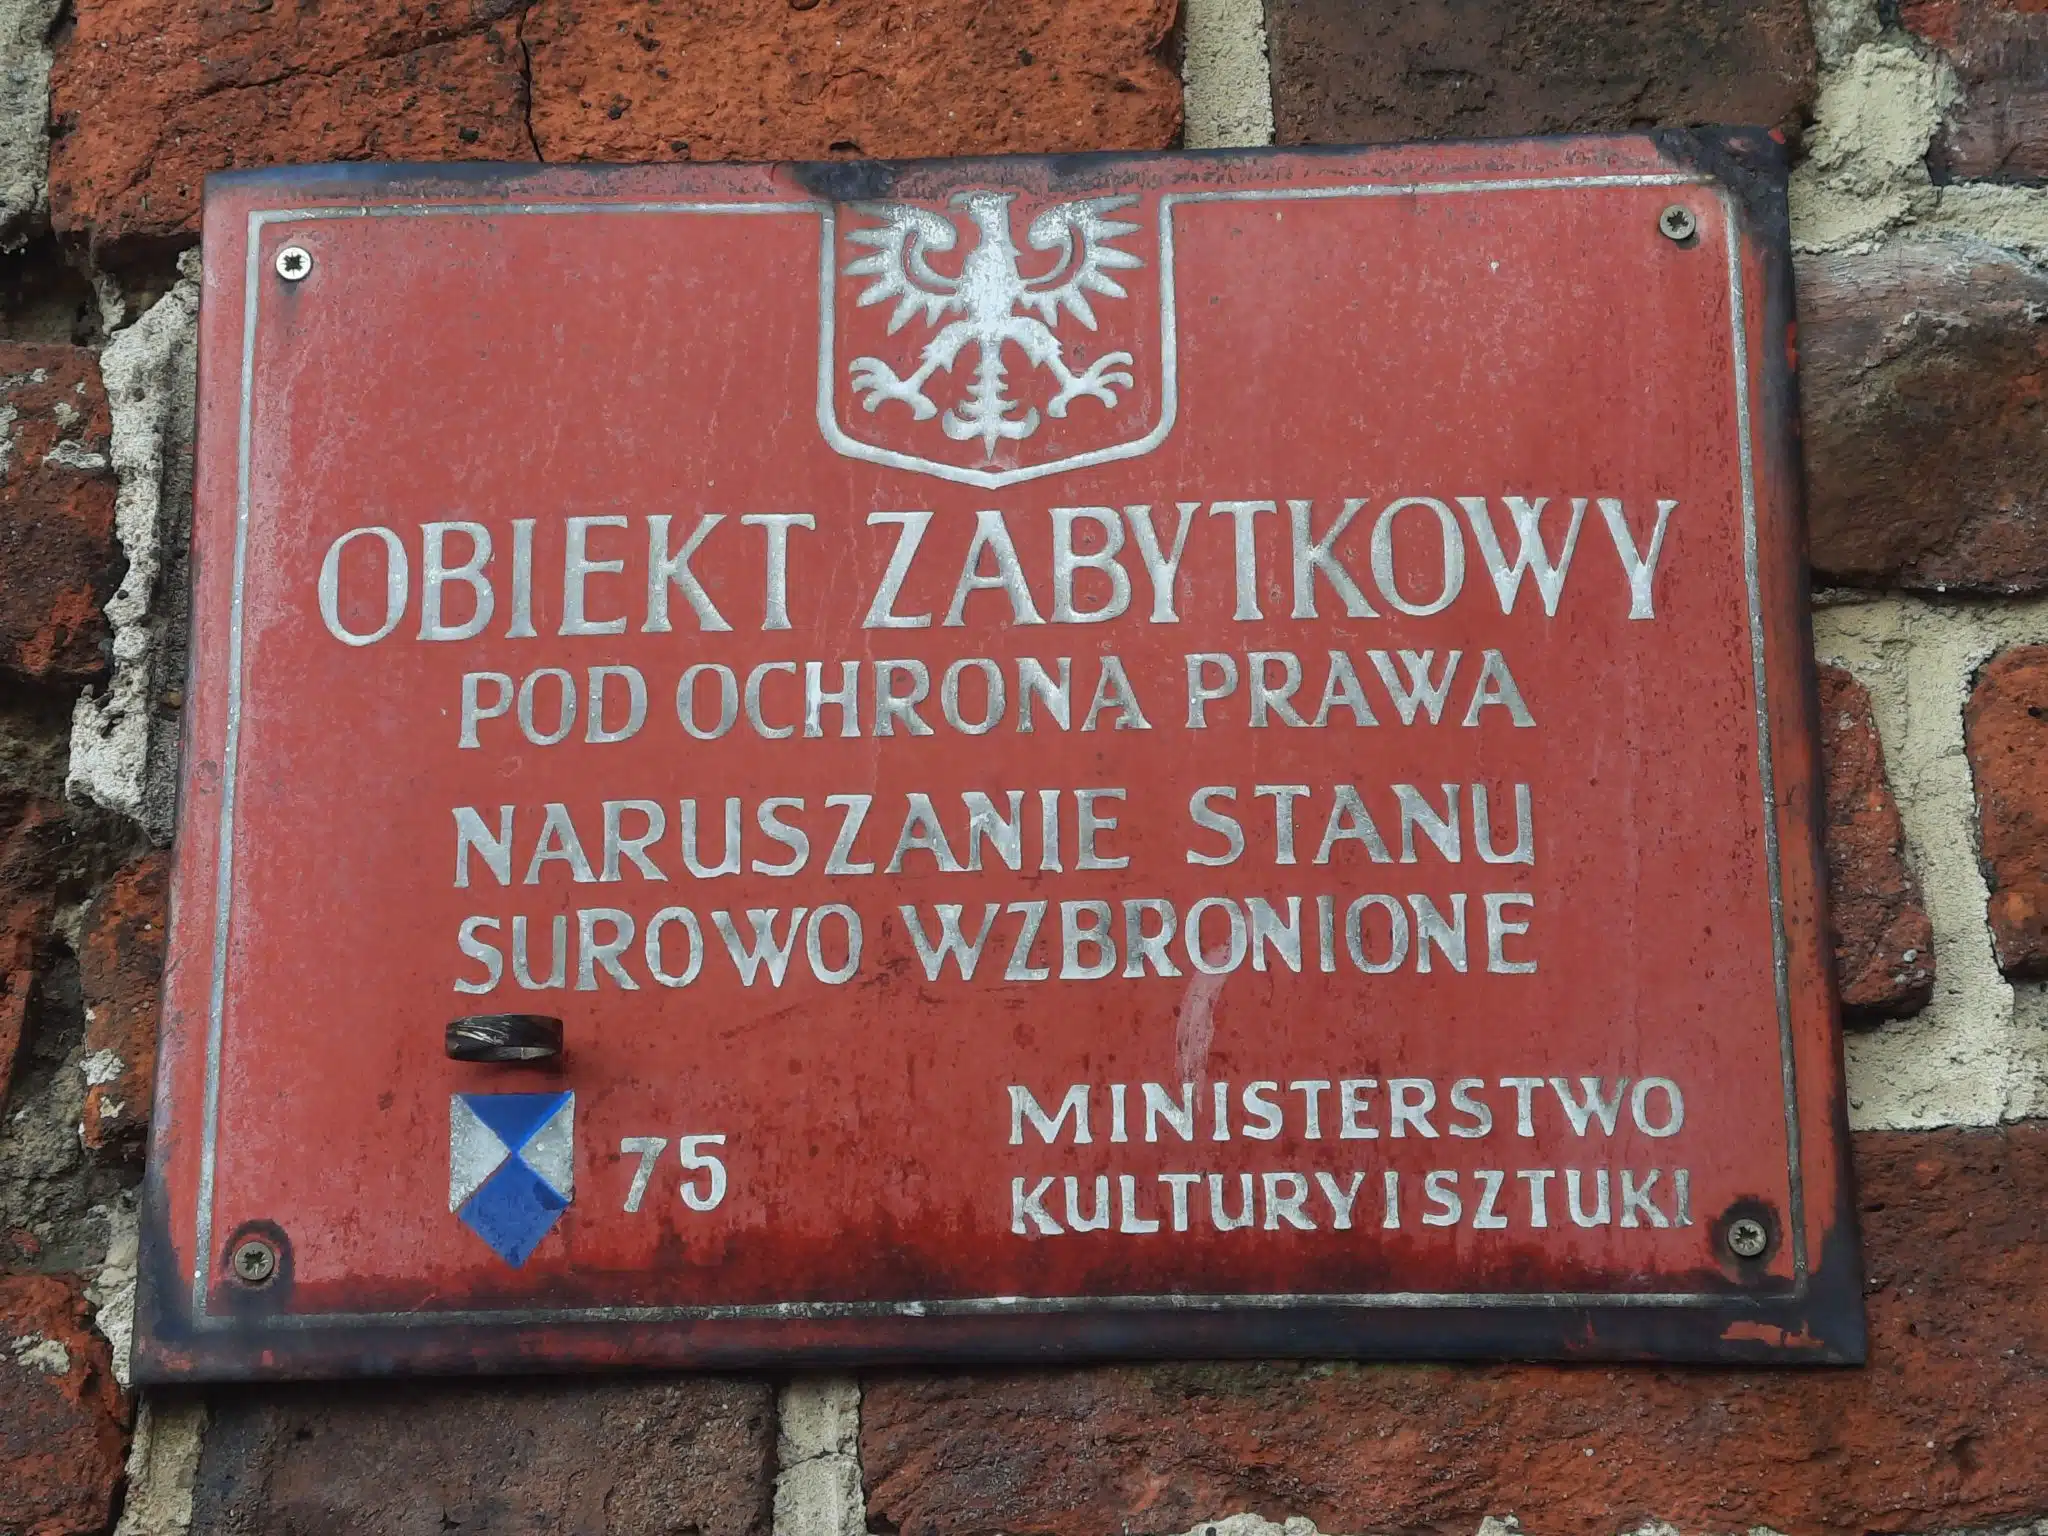 OBIEKT ZABYTKOWY
POD OCHRONA PRAWA
NARUSZANIE STANU
SUROWO WZBRONIONE
75
MINISTERSTWO
KULTURY I SZTUKI